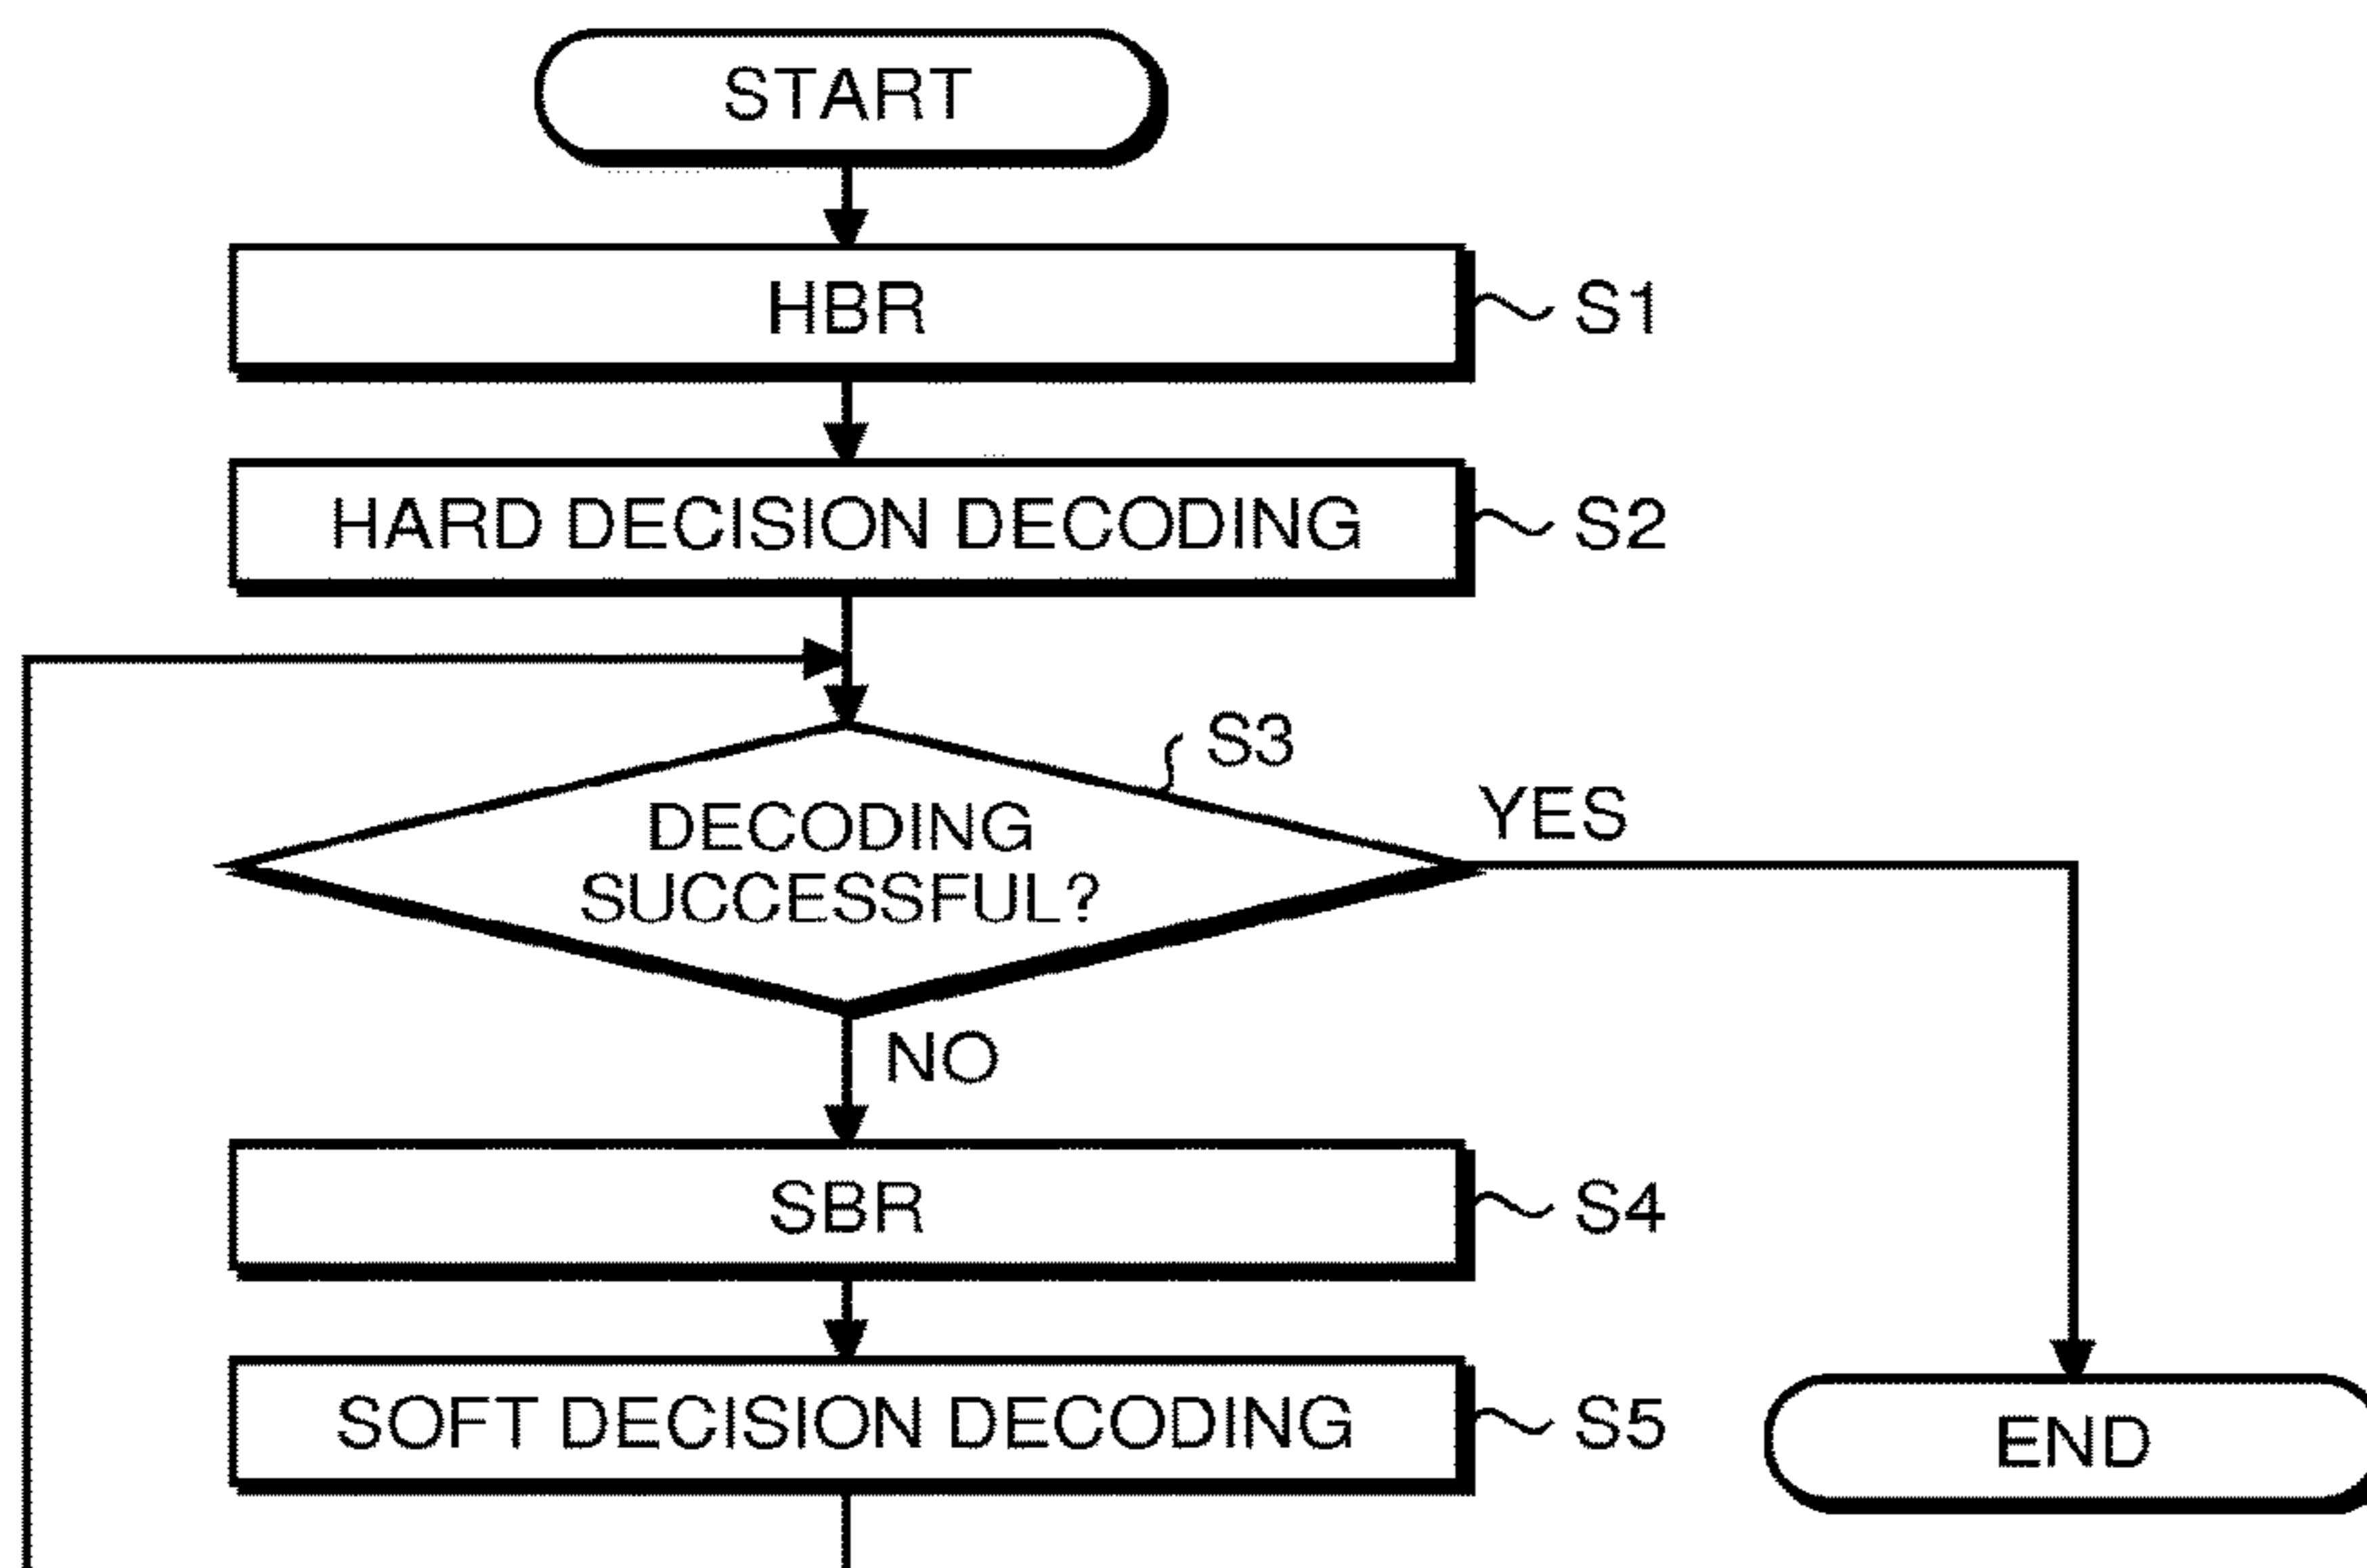 START
HBR
S1
HARD DECISION DECODING
S2
S3
DECODING
SUCCESSFUL?
YES
NO
SBR
S4
SOFT DECISION DECODING
S5
END